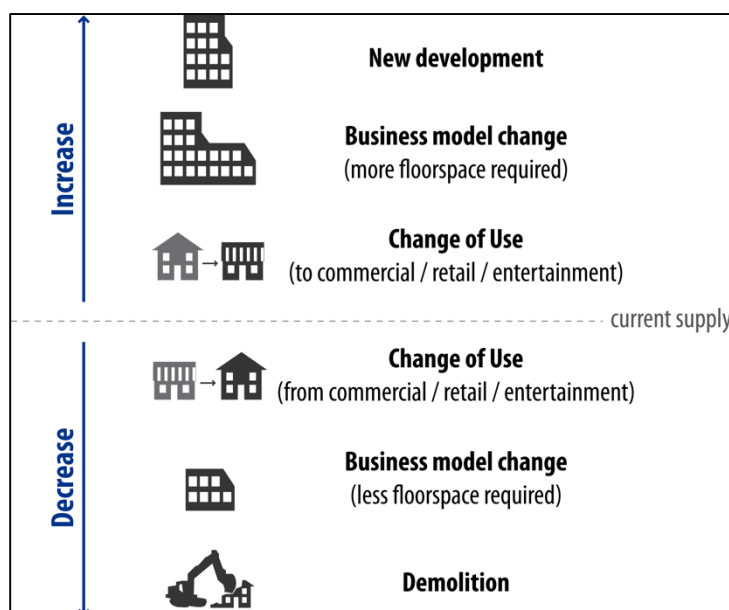 Increase
New development
Business model change
(more floorspace required)
Change of Use
(to commercial / retail / entertainment)
current supply
Decrease
Change of Use
(from commercial / retail / entertainment)
Business model change
(less floorspace required)
Demolition